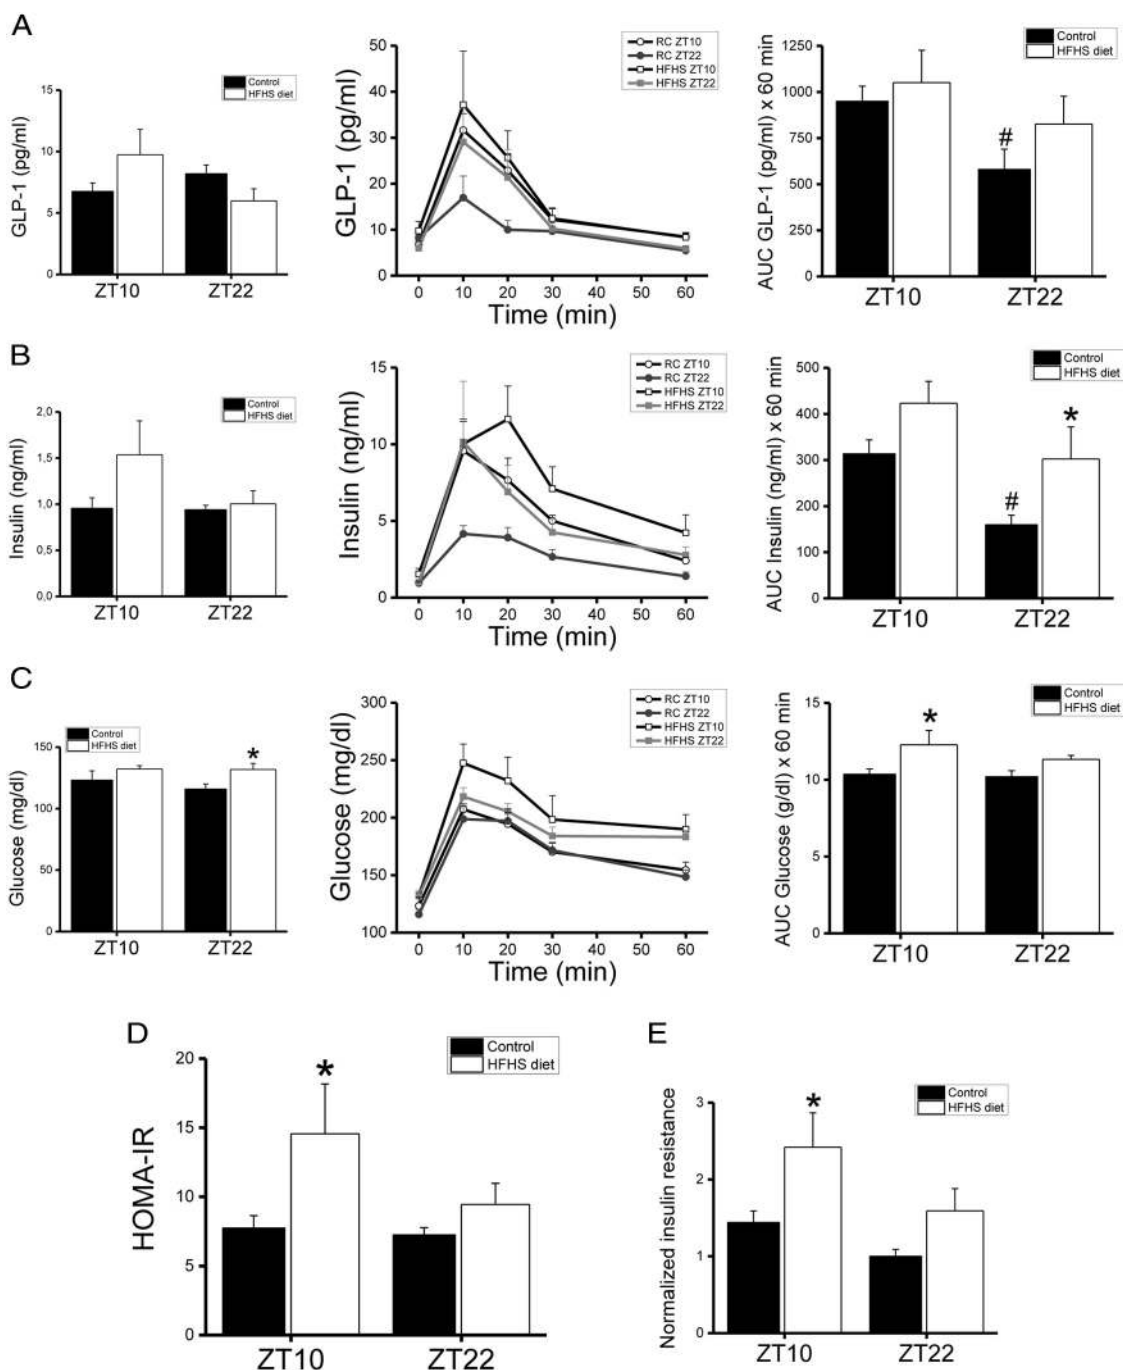 A
GLP-1 (pg/ml)
15
10
5
0
Control
HFHS diet
ZT10 ZT22
GLP-1 (pg/ml)
50
40
30
20
10
0
RC ZT10
RC ZT22
HFHS ZT10
HFHS ZT22
0 10 20 30 40 50 60
Time (min)
AUC GLP-1 (pg/ml) x 60 min
1250
1000
750
500
250
0
Control
HFHS diet
#
ZT10 ZT22
B
Insulin (ng/ml)
2,0
1,5
1,0
0,5
0,0
Control
HFHS diet
ZT10 ZT22
Insulin (ng/ml)
15
10
5
0
RC ZT10
RC ZT22
HFHS ZT10
HFHS ZT22
0 10 20 30 40 50 60
Time (min)
AUC Insulin (ng/ml) x 60 min
500
400
300
200
100
0
Control
HFHS diet
*
#
ZT10 ZT22
C
Glucose (mg/dl)
150
100
50
0
Control
HFHS diet
*
ZT10 ZT22
Glucose (mg/dl)
300
250
200
150
100
RC ZT10
RC ZT22
HFHS ZT10
HFHS ZT22
0 10 20 30 40 50 60
Time (min)
AUC Glucose (g/dl) x 60 min
15
10
5
0
Control
HFHS diet
*
ZT10 ZT22
D
HOMA-IR
20
15
10
5
0
Control
HFHS diet
*
ZT10 ZT22
E
Normalized insulin resistance
3
2
1
0
Control
HFHS diet
*
ZT10 ZT22